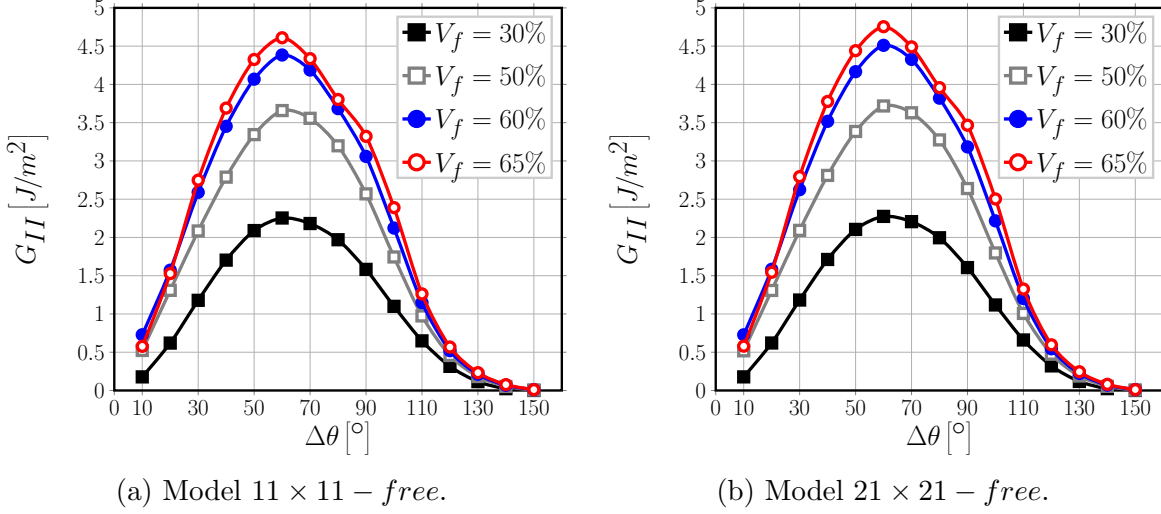 5
4.5
4
3.5
3
2.5
2
1.5
1
0.5
0
G_{II} [J/m^2]
V_f = 30%
V_f = 50%
V_f = 60%
V_f = 65%
0 10 30 50 70 90 110 130 150
Δθ [°]
(a) Model 11 × 11 − free.
5
4.5
4
3.5
3
2.5
2
1.5
1
0.5
0
G_{II} [J/m^2]
V_f = 30%
V_f = 50%
V_f = 60%
V_f = 65%
0 10 30 50 70 90 110 130 150
Δθ [°]
(b) Model 21 × 21 − free.